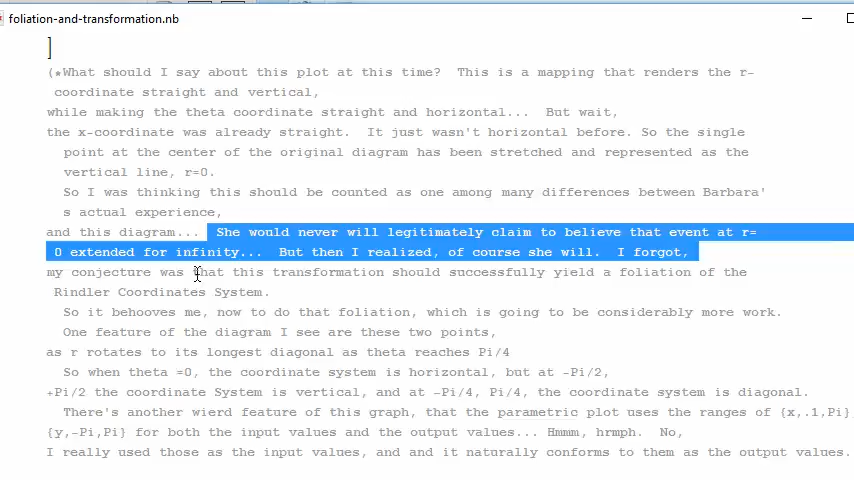 foliation-and-transformation.nb
]
(*What should I say about this plot at this time?  This is a mapping that renders the r-
coordinate straight and vertical,
while making the theta coordinate straight and horizontal...  But wait,
the x-coordinate was already straight.  It just wasn't horizontal before. So the single
point at the center of the original diagram has been stretched and represented as the
vertical line, r=0.
So I was thinking this should be counted as one among many differences between Barbara'
s actual experience,
and this diagram...  She would never will legitimately claim to believe that event at r=
0 extended for infinity...  But then I realized, of course she will.  I forgot,
my conjecture was that this transformation should successfully yield a foliation of the
Rindler Coordinates System.
So it behooves me, now to do that foliation, which is going to be considerably more work.
One feature of the diagram I see are these two points,
as r rotates to its longest diagonal as theta reaches Pi/4
So when theta =0, the coordinate system is horizontal, but at -Pi/2,
+Pi/2 the coordinate System is vertical, and at -Pi/4, Pi/4, the coordinate system is diagonal.
There's another wierd feature of this graph, that the parametric plot uses the ranges of {x,.1,Pi}
{y,-Pi,Pi} for both the input values and the output values... Hmmm, hrmph.  No,
I really used those as the input values, and and it naturally conforms to them as the output values.